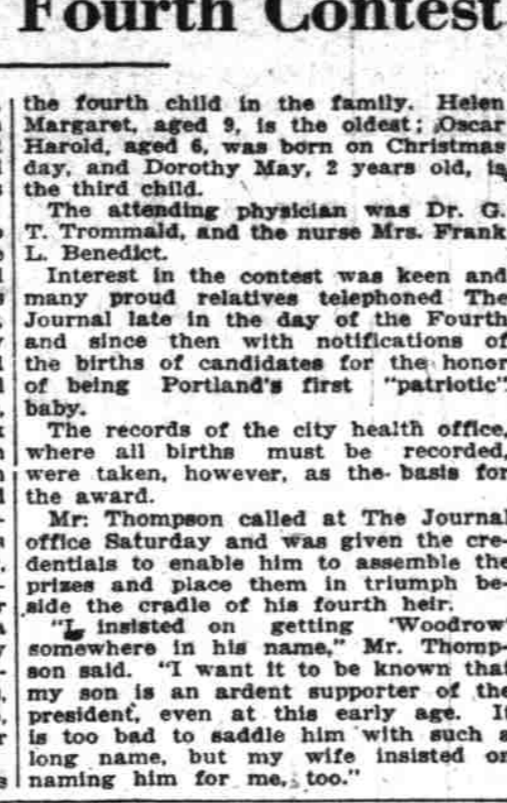 Fourth Contest
the fourth child in the family. Helen
Margaret, aged 9, is the oldest; Oscar
Harold, aged 6, was born on Christmas
day, and Dorothy May, 2 years old, is
the third child.
The attending physician was Dr. G.
T. Trommald, and the nurse Mrs. Frank
L. Benedict.
Interest in the contest was keen and
many proud relatives telephoned The
Journal late in the day of the Fourth
and since then with notifications of
the births of candidates for the honor
of being Portland's first "patriotic"
baby.
The records of the city health office,
where all births must be recorded,
were taken, however, as the basis for
the award.
Mr. Thompson called at The Journal
office Saturday and was given the cre-
dentials to enable him to assemble the
prizes and place them in triumph be-
side the cradle of his fourth heir.
"I insisted on getting 'Woodrow'
somewhere in his name," Mr. Thomp-
son said. "I want it to be known that
my son is an ardent supporter of the
president, even at this early age. It
is too bad to saddle him with such a
long name, but my wife insisted on
naming him for me, too."